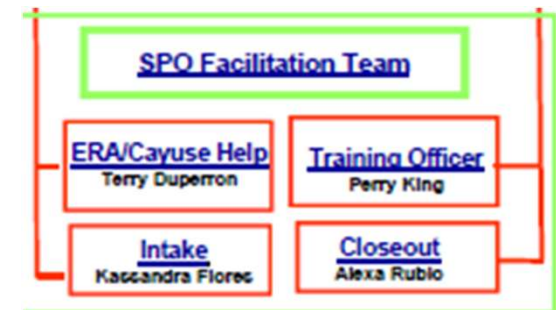 SPO Facilitation Team
ERA/Cayuse Help
Terry Duperron
Training Officer
Perry King
Intake
Kassandra Flores
Closeout
Alexa Rubio